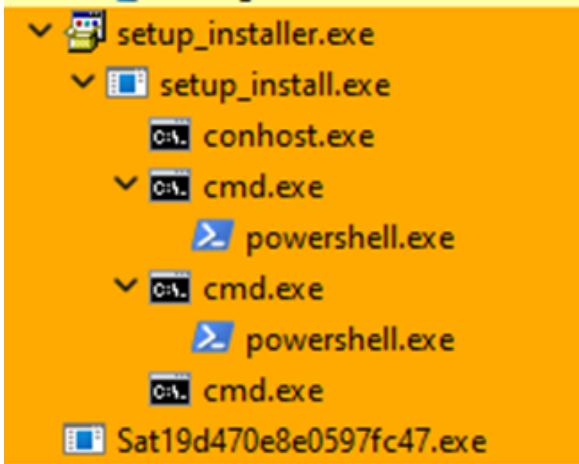 setup_installer.exe
setup_install.exe
conhost.exe
cmd.exe
powershell.exe
cmd.exe
powershell.exe
cmd.exe
Sat19d470e8e0597fc47.exe